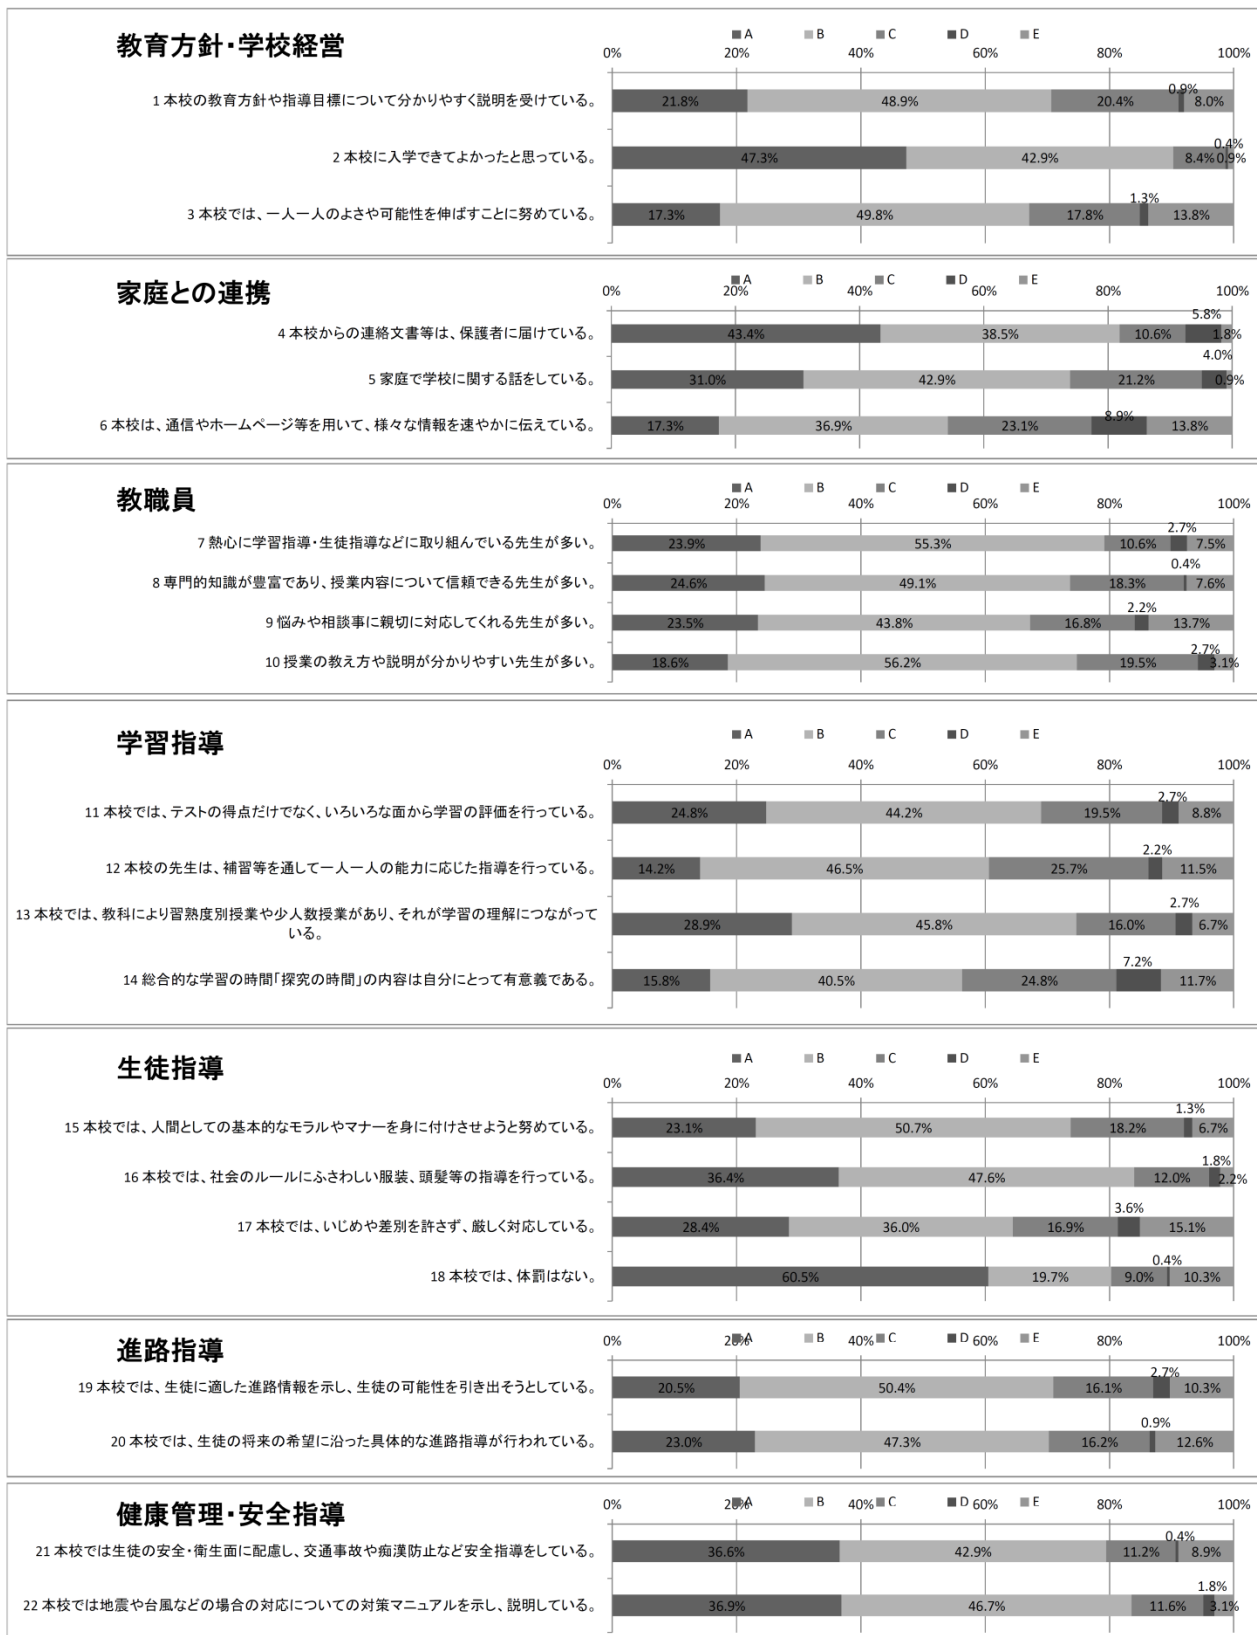 教育方針・学校経営
A B C D E
0% 20% 40% 60% 80% 100%
1 本校の教育方針や指導目標について分かりやすく説明を受けている。
21.8% 48.9% 20.4% 0.9% 8.0%
2 本校に入学できてよかったと思っている。
47.3% 42.9% 8.4% 0.4% 0.9%
3 本校では、一人一人のよさや可能性を伸ばすことに努めている。
17.3% 49.8% 17.8% 1.3% 13.8%
家庭との連携
A B C D E
0% 20% 40% 60% 80% 100%
4 本校からの連絡文書等は、保護者に届けている。
43.4% 38.5% 10.6% 5.8% 1.8%
5 家庭で学校に関する話をしている。
31.0% 42.9% 21.2% 4.0% 0.9%
6 本校は、通信やホームページ等を用いて、様々な情報を速やかに伝えている。
17.3% 36.9% 23.1% 8.9% 13.8%
教職員
A B C D E
0% 20% 40% 60% 80% 100%
7 熱心に学習指導・生徒指導などに取り組んでいる先生が多い。
23.9% 55.3% 10.6% 2.7% 7.5%
8 専門的知識が豊富であり、授業内容について信頼できる先生が多い。
24.6% 49.1% 18.3% 0.4% 7.6%
9 悩みや相談事に親切に対応してくれる先生が多い。
23.5% 43.8% 16.8% 2.2% 13.7%
10 授業の教え方や説明が分かりやすい先生が多い。
18.6% 56.2% 19.5% 2.7% 3.1%
学習指導
A B C D E
0% 20% 40% 60% 80% 100%
11 本校では、テストの得点だけでなく、いろいろな面から学習の評価を行っている。
24.8% 44.2% 19.5% 2.7% 8.8%
12 本校の先生は、補習等を通して一人一人の能力に応じた指導を行っている。
14.2% 46.5% 25.7% 2.2% 11.5%
13 本校では、教科により習熟度別授業や少人数授業があり、それが学習の理解につながって
いる。
28.9% 45.8% 16.0% 2.7% 6.7%
14 総合的な学習の時間「探究の時間」の内容は自分にとって有意義である。
15.8% 40.5% 24.8% 7.2% 11.7%
生徒指導
A B C D E
0% 20% 40% 60% 80% 100%
15 本校では、人間としての基本的なモラルやマナーを身に付けさせようと努めている。
23.1% 50.7% 18.2% 1.3% 6.7%
16 本校では、社会のルールにふさわしい服装、頭髪等の指導を行っている。
36.4% 47.6% 12.0% 1.8% 2.2%
17 本校では、いじめや差別を許さず、厳しく対応している。
28.4% 36.0% 16.9% 3.6% 15.1%
18 本校では、体罰はない。
60.5% 19.7% 9.0% 0.4% 10.3%
進路指導
A B C D E
0% 20% 40% 60% 80% 100%
19 本校では、生徒に適した進路情報を示し、生徒の可能性を引き出そうとしている。
20.5% 50.4% 16.1% 2.7% 10.3%
20 本校では、生徒の将来の希望に沿った具体的な進路指導が行われている。
23.0% 47.3% 16.2% 0.9% 12.6%
健康管理・安全指導
A B C D E
0% 20% 40% 60% 80% 100%
21 本校では生徒の安全・衛生面に配慮し、交通事故や痴漢防止など安全指導をしている。
36.6% 42.9% 11.2% 0.4% 8.9%
22 本校では地震や台風などの場合の対応についての対策マニュアルを示し、説明している。
36.9% 46.7% 11.6% 1.8% 3.1%